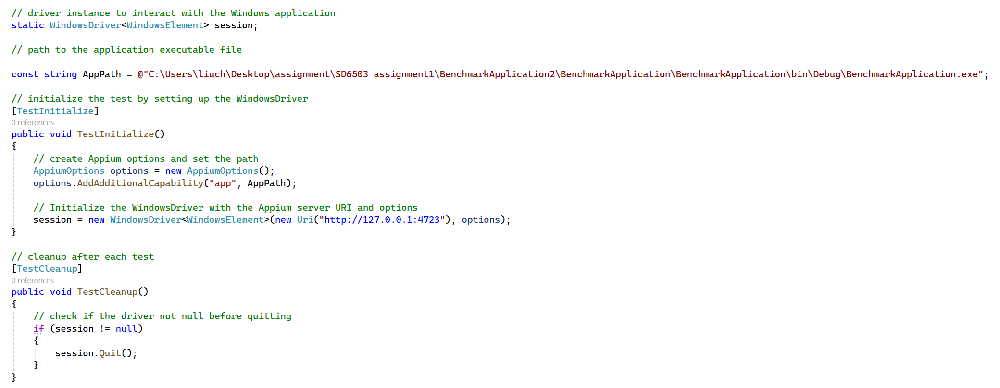 // driver instance to interact with the Windows application
static WindowsDriver<WindowsElement> session;
// path to the application executable file
const string AppPath = @"C:\Users\liuch\Desktop\assignment\SD6503 assignment1\BenchmarkApplication2\BenchmarkApplication\BenchmarkApplication\bin\Debug\BenchmarkApplication.exe";
// initialize the test by setting up the WindowsDriver
[TestInitialize]
0 references
public void TestInitialize()
{
// create Appium options and set the path
AppiumOptions options = new AppiumOptions();
options.AddAdditionalCapability("app", AppPath);
// Initialize the WindowsDriver with the Appium server URI and options
session = new WindowsDriver<WindowsElement>(new Uri("http://127.0.0.1:4723"), options);
}
// cleanup after each test
[TestCleanup]
0 references
public void TestCleanup()
{
// check if the driver not null before quitting
if (session != null)
{
session.Quit();
}
}